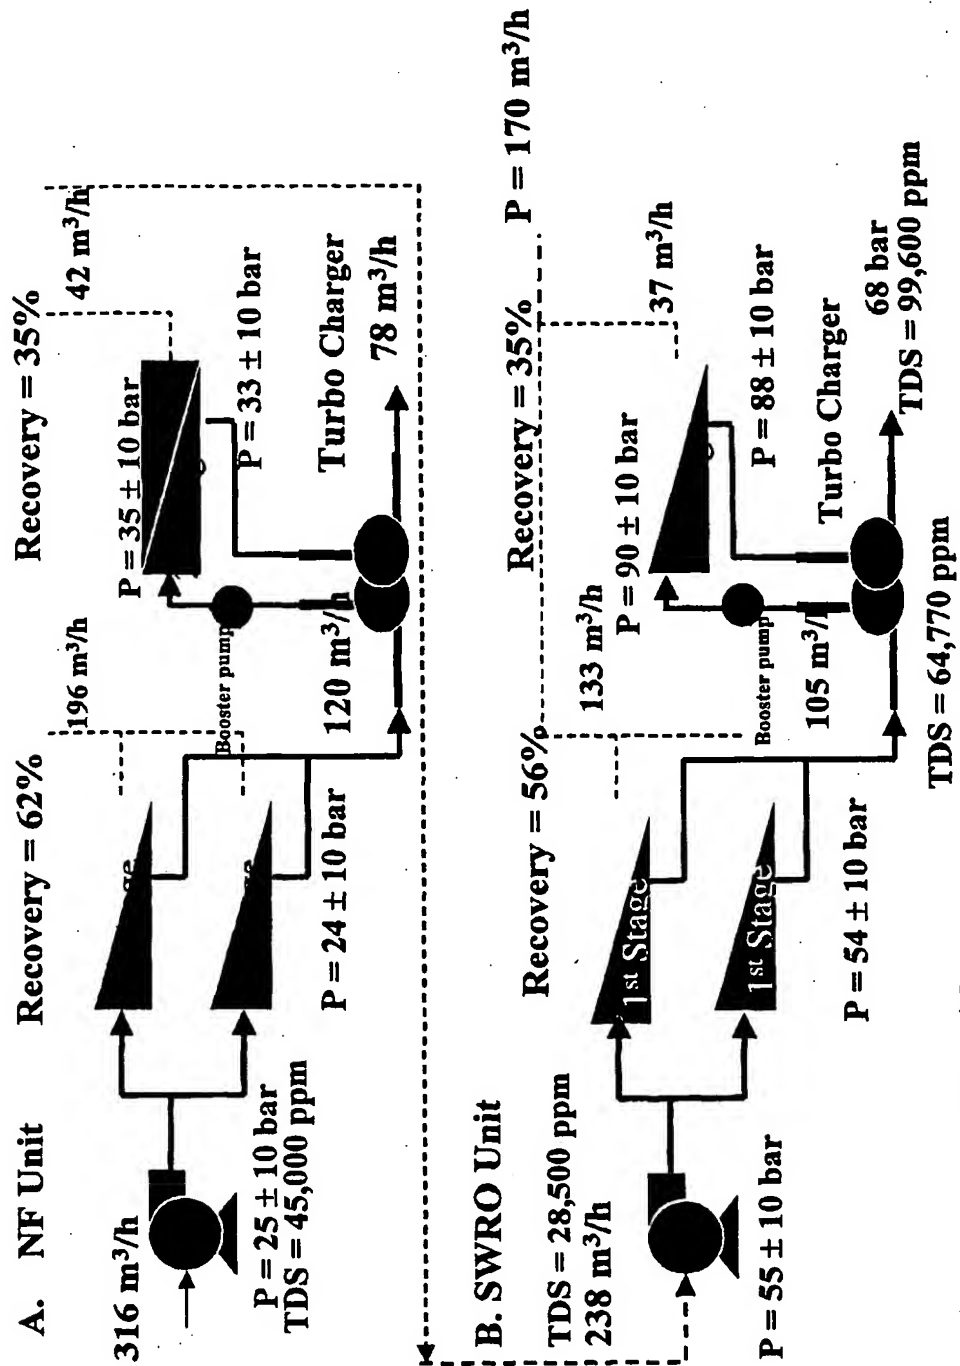 A. NF Unit
Recovery = 62%
Recovery = 35%
316 m³/h
196 m³/h
42 m³/h
P = 35 ± 10 bar
P = 33 ± 10 bar
Booster pump
Turbo Charger
120 m³/h
78 m³/h
P = 25 ± 10 bar
TDS = 45,000 ppm
P = 24 ± 10 bar
B. SWRO Unit
Recovery = 56%
Recovery = 35%
P = 170 m³/h
TDS = 28,500 ppm
238 m³/h
133 m³/h
37 m³/h
P = 90 ± 10 bar
P = 88 ± 10 bar
1st Stage
1st Stage
Booster pump
Turbo Charger
105 m³/
68 bar
TDS = 99,600 ppm
P = 55 ± 10 bar
P = 54 ± 10 bar
TDS = 64,770 ppm